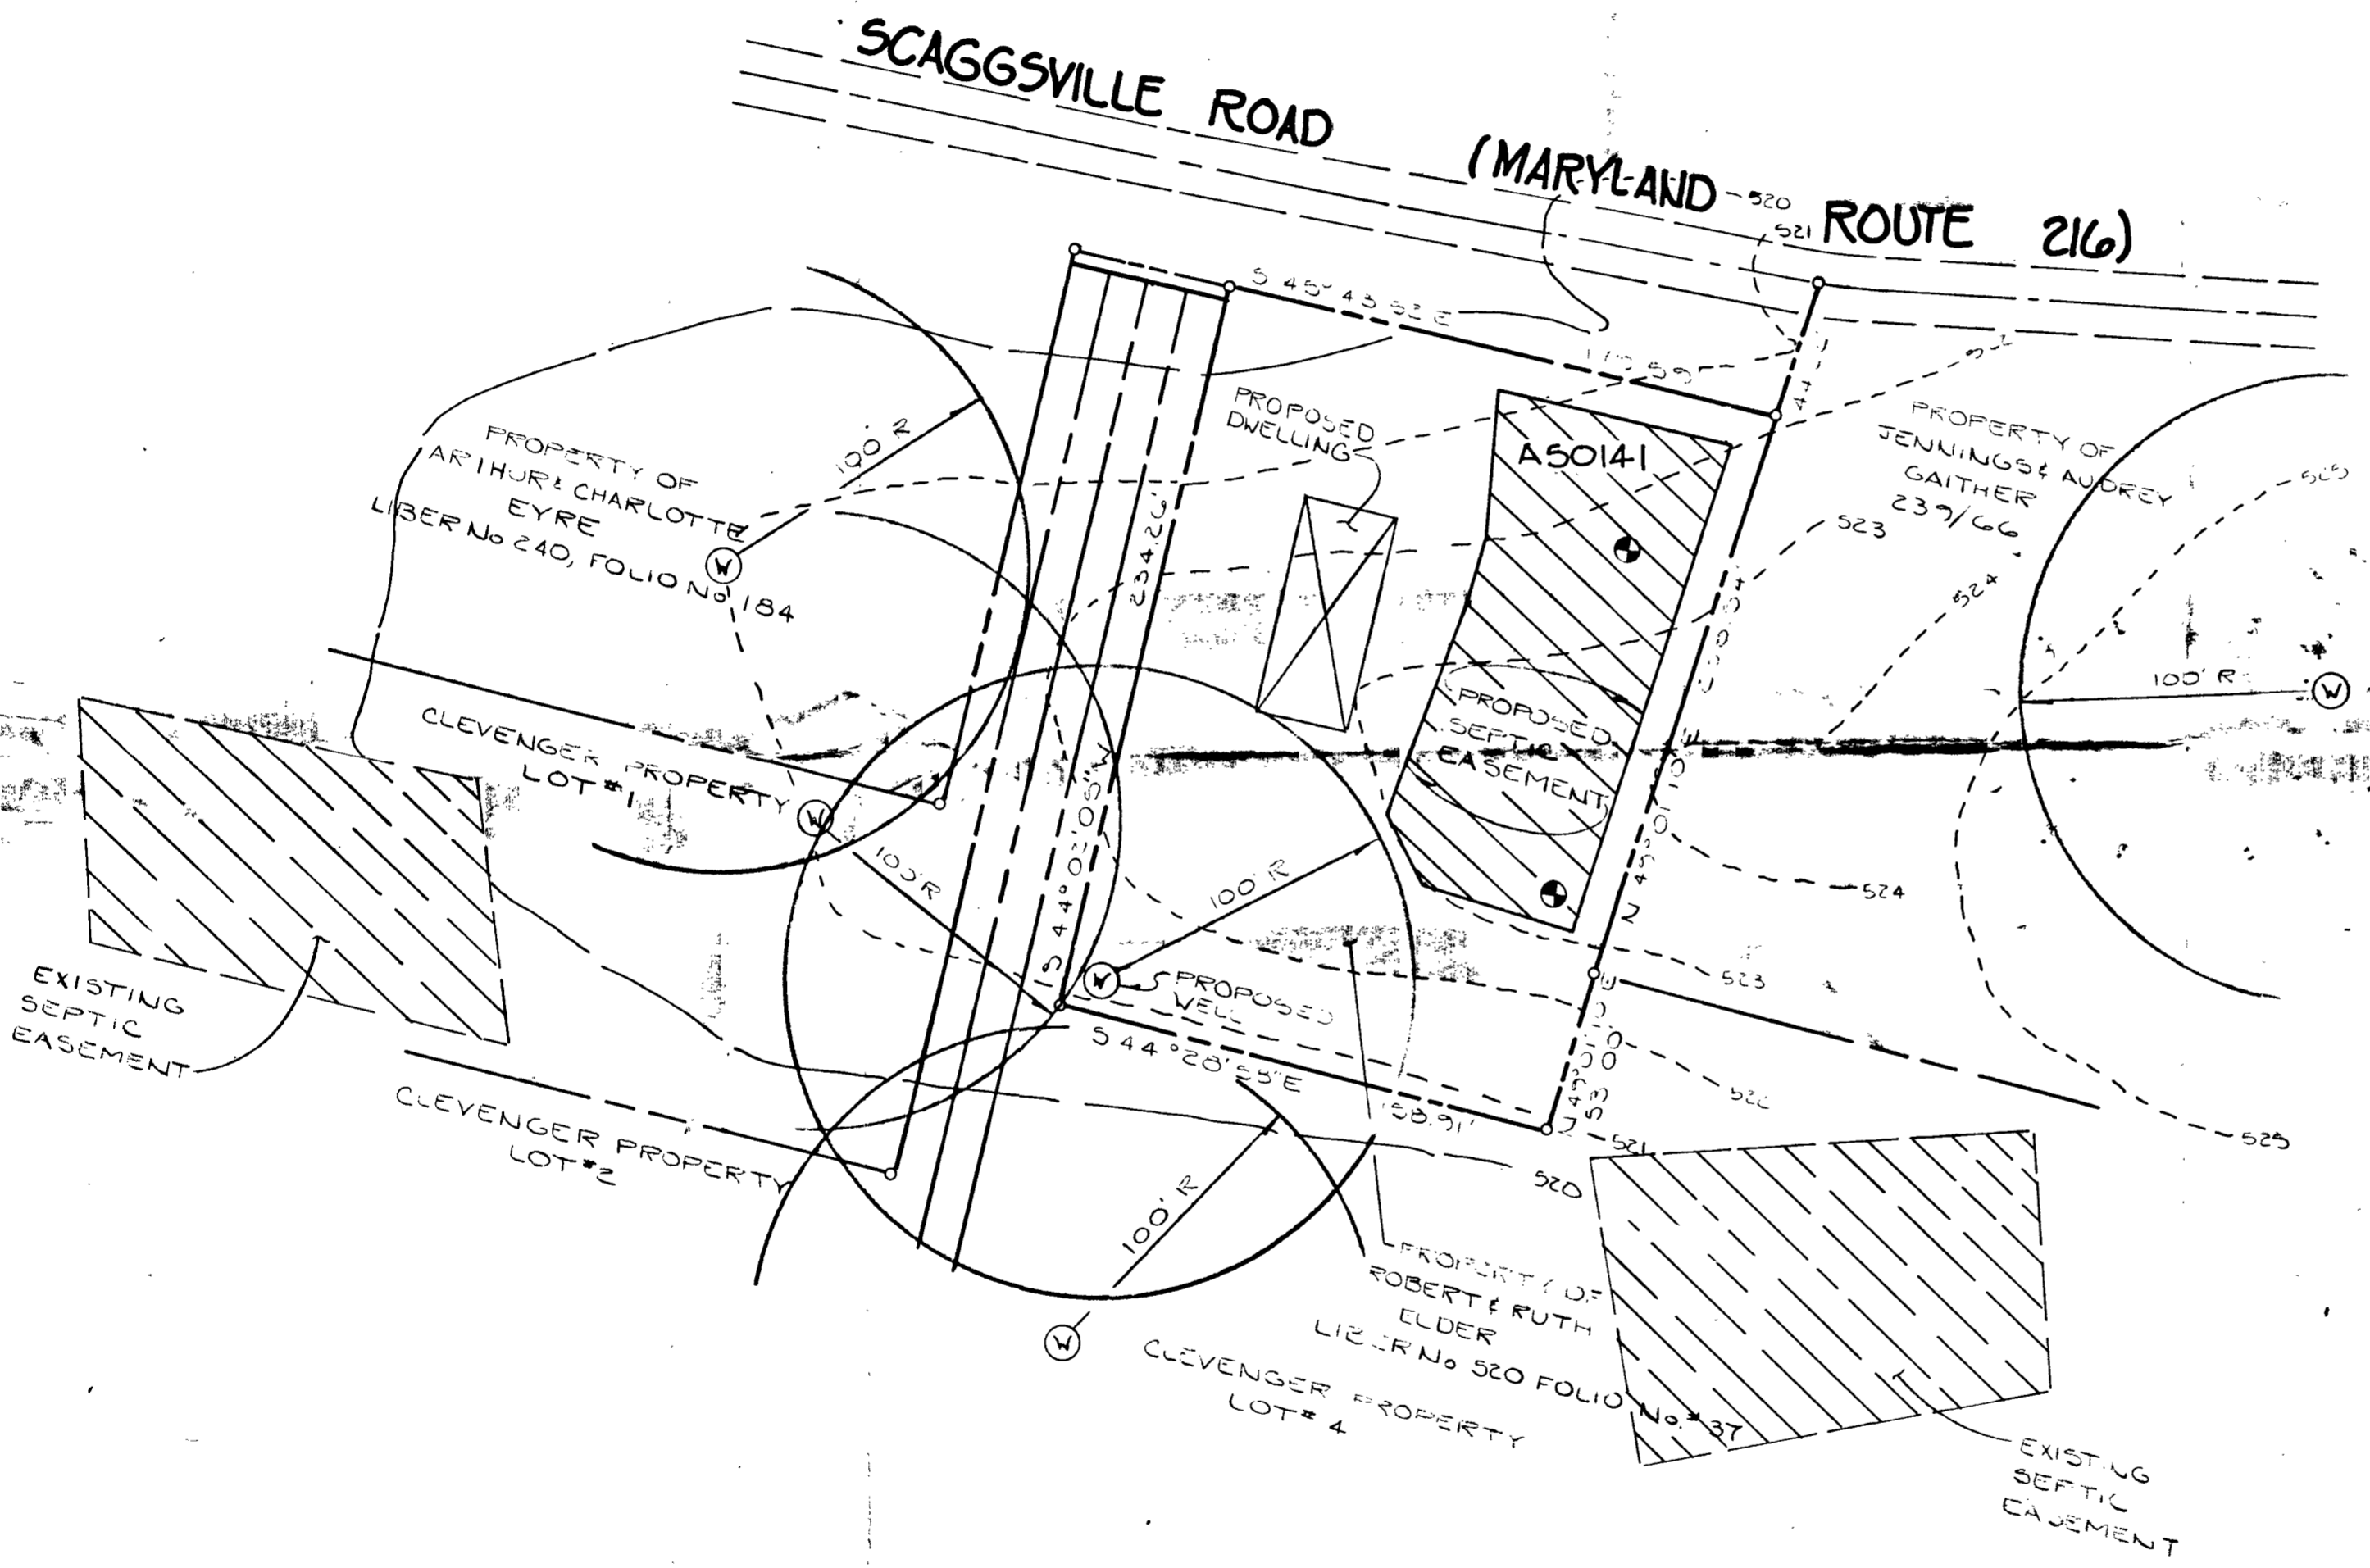 SCAGGSVILLE ROAD (MARYLAND ROUTE 216)
520
521
S 45° 43' 52" E
PROPERTY OF
ARTHUR & CHARLOTTE
EYRE
LIBER No 240, FOLIO No 184
100' R
W
234.26'
S 44° 02' 05" W
PROPOSED
DWELLING
A50141
PROPERTY OF
JENNINGS & AUDREY
GAITHER
239/66
525
523
524
100' R
W
PROPOSED
SEPTIC
EASEMENT
CLEVENGER PROPERTY
LOT #1
W
100' R
100' R
W
PROPOSED
WELL
524
523
522
521
520
525
S 44° 28' 55" E
158.91'
EXISTING
SEPTIC
EASEMENT
CLEVENGER PROPERTY
LOT #2
100' R
W
PROPERTY OF
ROBERT & RUTH
ELDER
LIBER No 520 FOLIO No. #37
CLEVENGER PROPERTY
LOT # 4
EXISTING
SEPTIC
EASEMENT